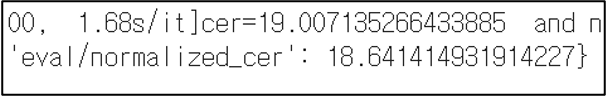 00,  1.68s/it]cer=19.007135266433885  and n
'eval/normalized_cer': 18.641414931914227}